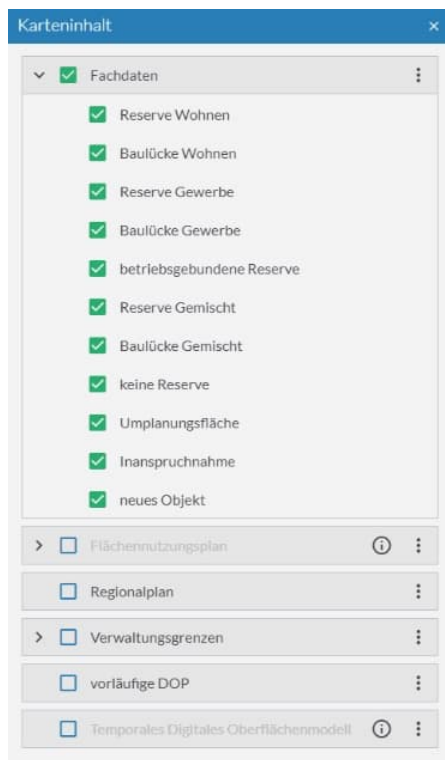 Karteninhalt
Fachdaten
Reserve Wohnen
Baulücke Wohnen
Reserve Gewerbe
Baulücke Gewerbe
betriebsgebundene Reserve
Reserve Gemischt
Baulücke Gemischt
keine Reserve
Umplanungsfläche
Inanspruchnahme
neues Objekt
Flächennutzungsplan
Regionalplan
Verwaltungsgrenzen
vorläufige DOP
Temporales Digitales Oberflächenmodell